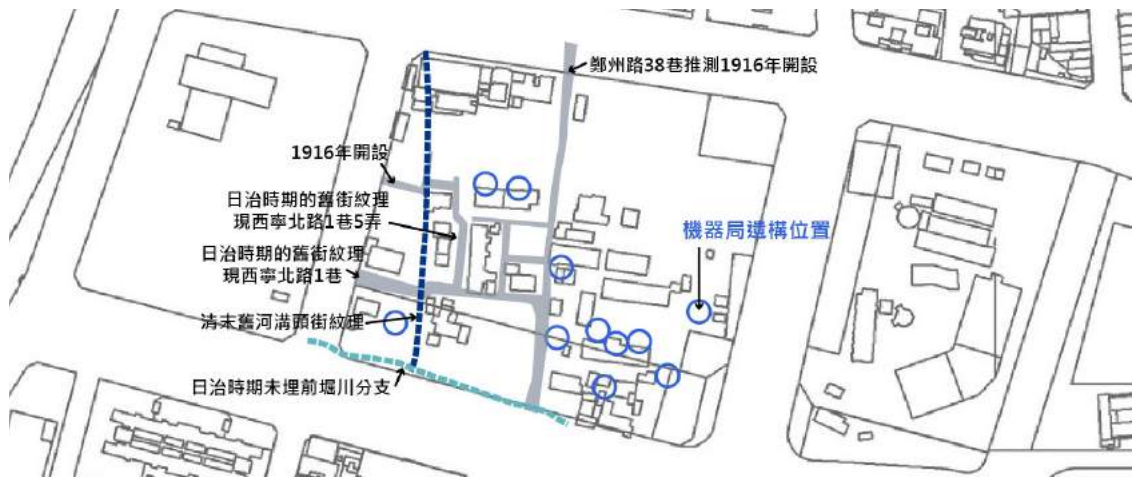 鄭州路38巷推測1916年開設
1916年開設
日治時期的舊街紋理
現西寧北路1巷5弄
機器局遺構位置
日治時期的舊街紋理
現西寧北路1巷
清末舊河溝頭街紋理
日治時期未埋前堀川分支